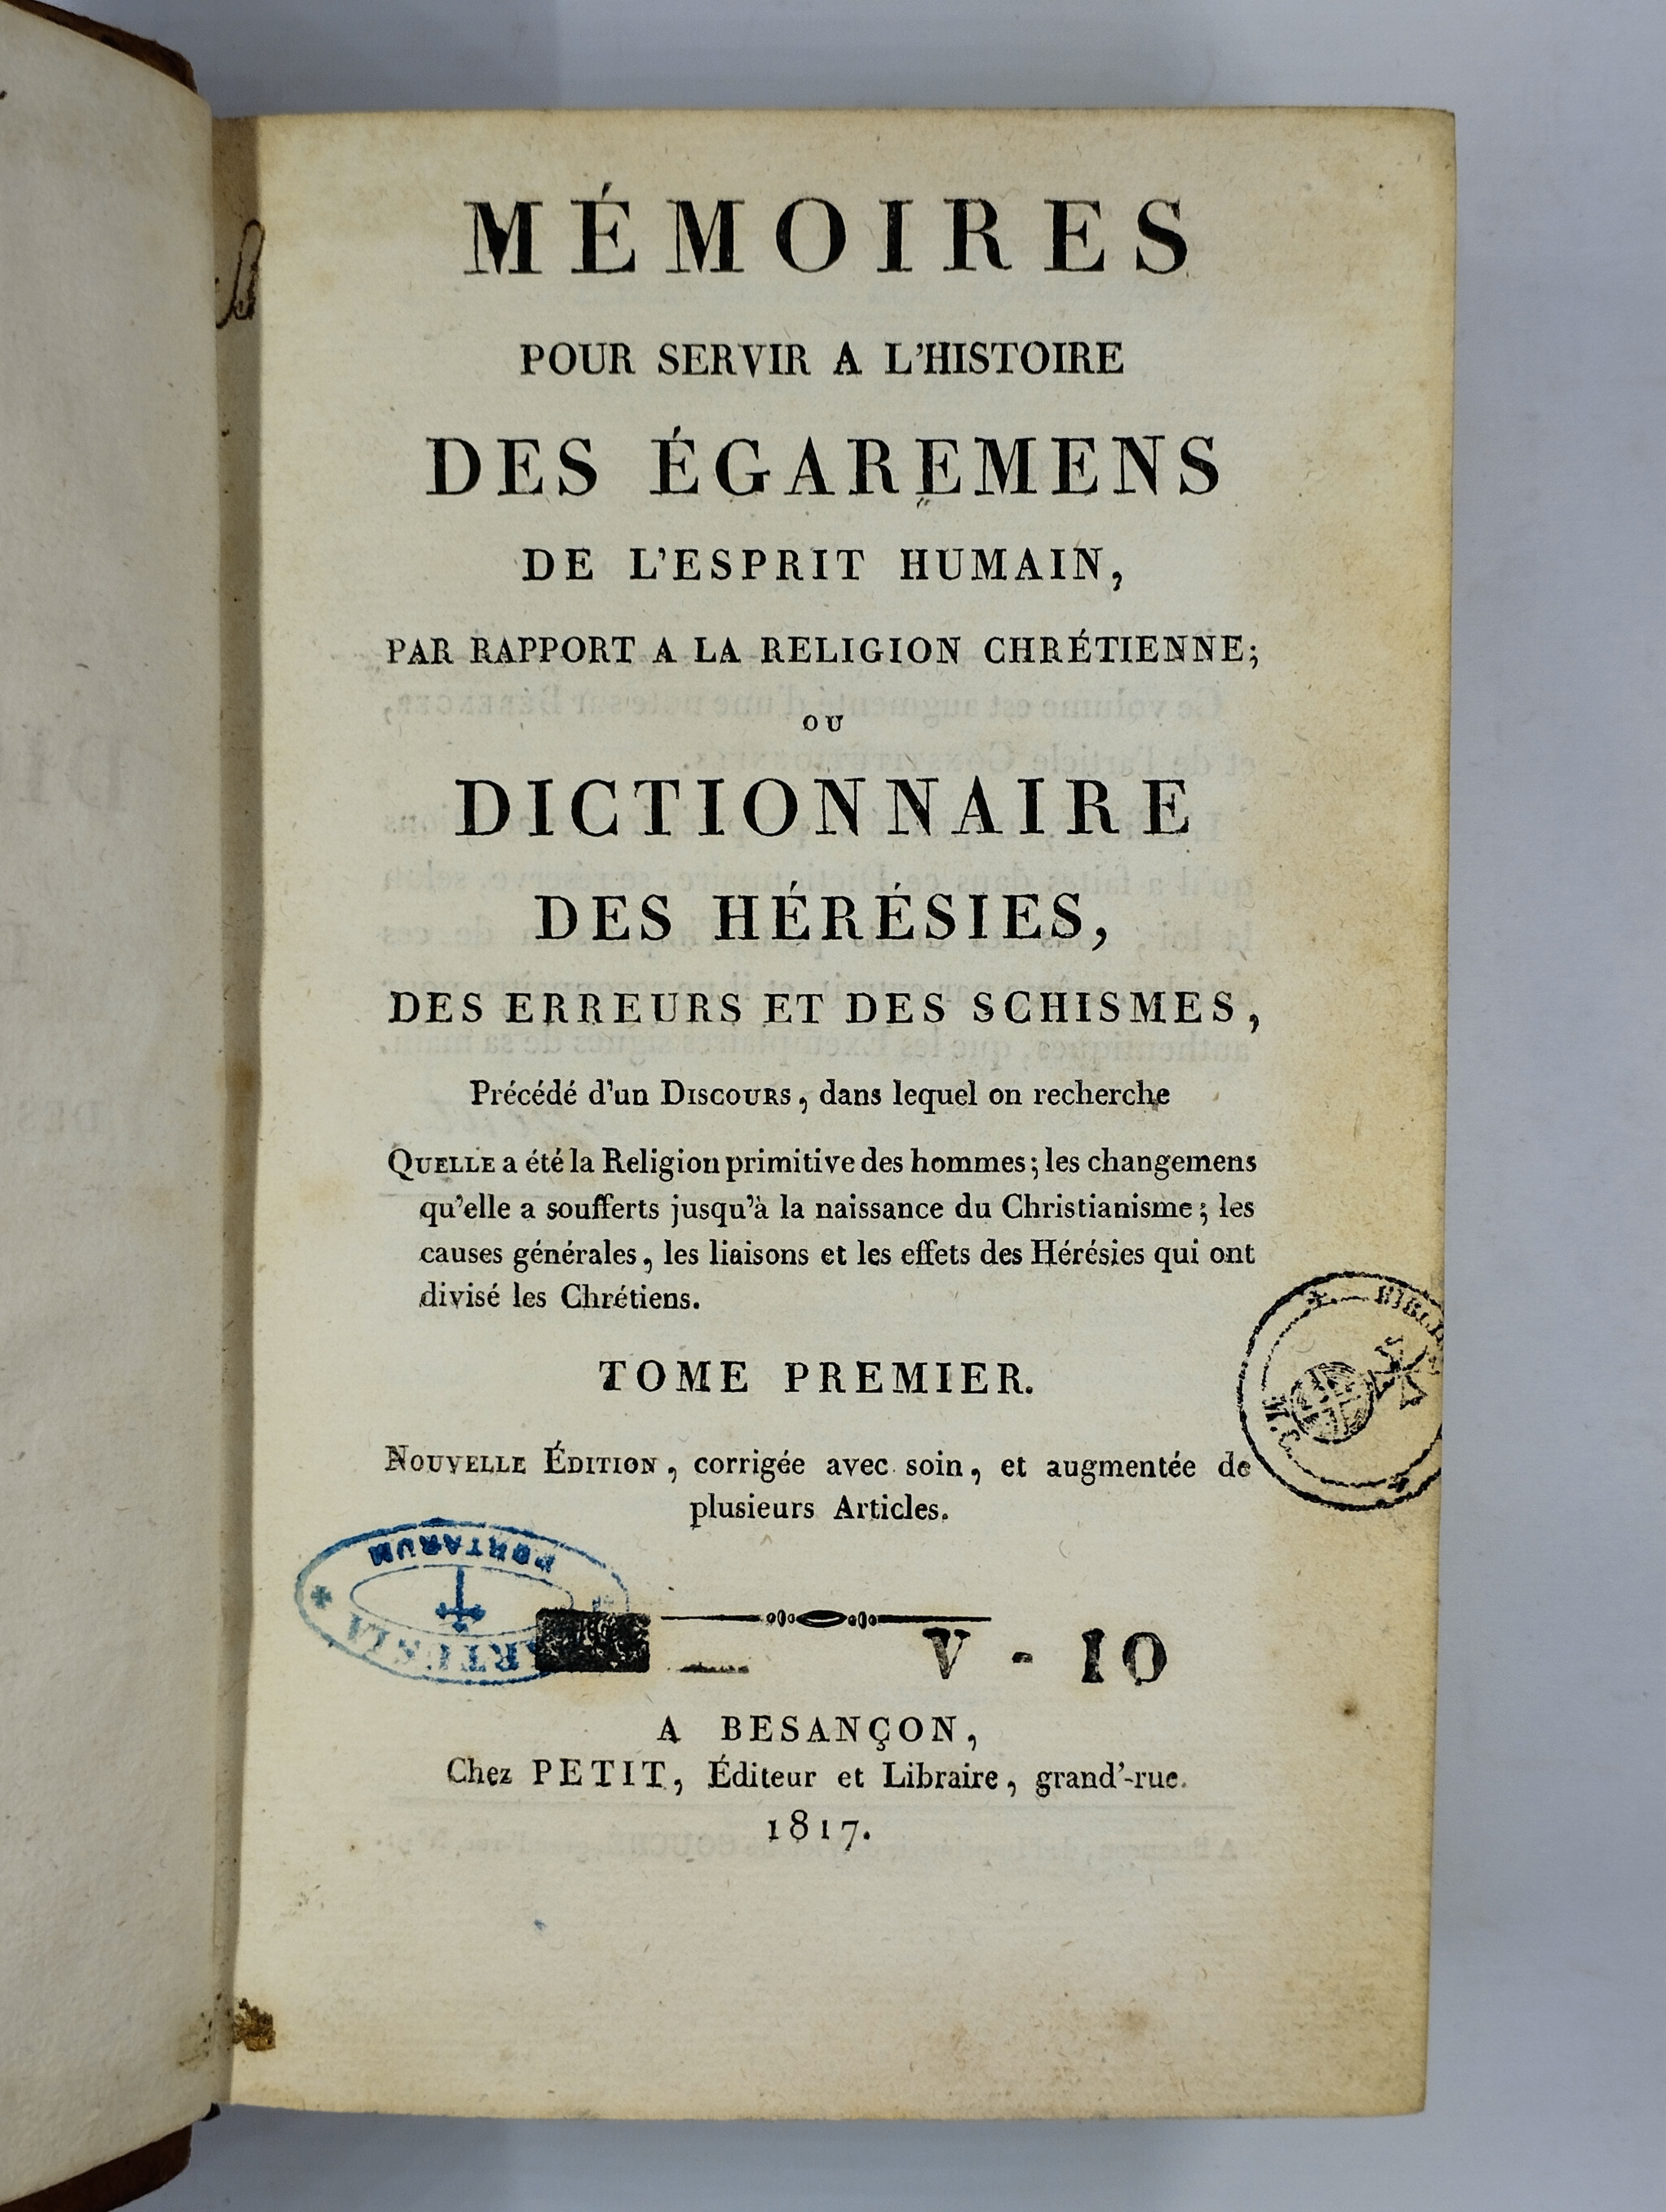 MÉMOIRES
POUR SERVIR A L'HISTOIRE
DES ÉGAREMENS
DE L'ESPRIT HUMAIN,
PAR RAPPORT A LA RELIGION CHRÉTIENNE;
OU
DICTIONNAIRE
DES HÉRÉSIES,
DES ERREURS ET DES SCHISMES,
Précédé d'un DISCOURS, dans lequel on recherche
QUELLE a été la Religion primitive des hommes; les changemens
qu'elle a soufferts jusqu'à la naissance du Christianisme; les
causes générales, les liaisons et les effets des Hérésies qui ont
divisé les Chrétiens.
TOME PREMIER.
NOUVELLE ÉDITION, corrigée avec soin, et augmentée de
plusieurs Articles.
PORTARUM
V - 10
A BESANÇON,
Chez PETIT, Éditeur et Libraire, grand'-rue.
1817.